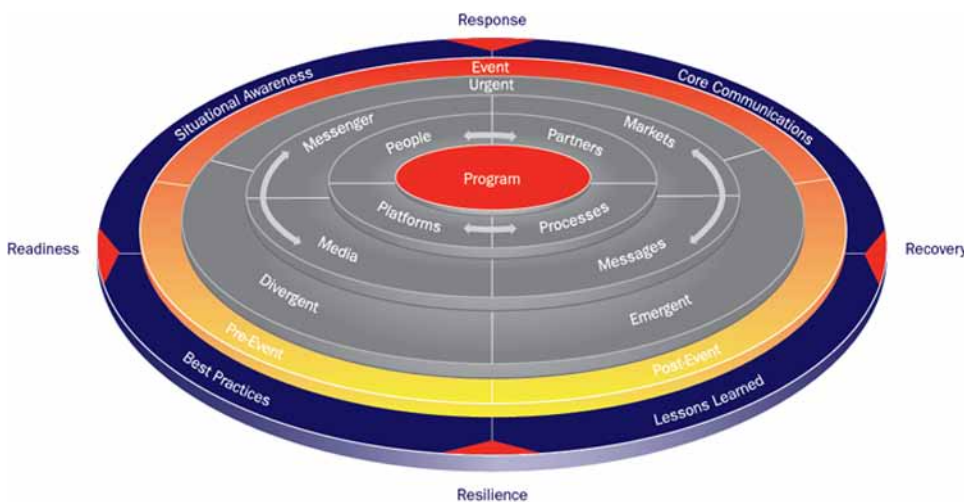 Response
Event
Urgent
Situational Awareness
Core Communications
Messenger
Markets
People
Partners
Program
Platforms
Processes
Readiness
Recovery
Media
Messages
Divergent
Emergent
Pre-Event
Post-Event
Best Practices
Lessons Learned
Resilience